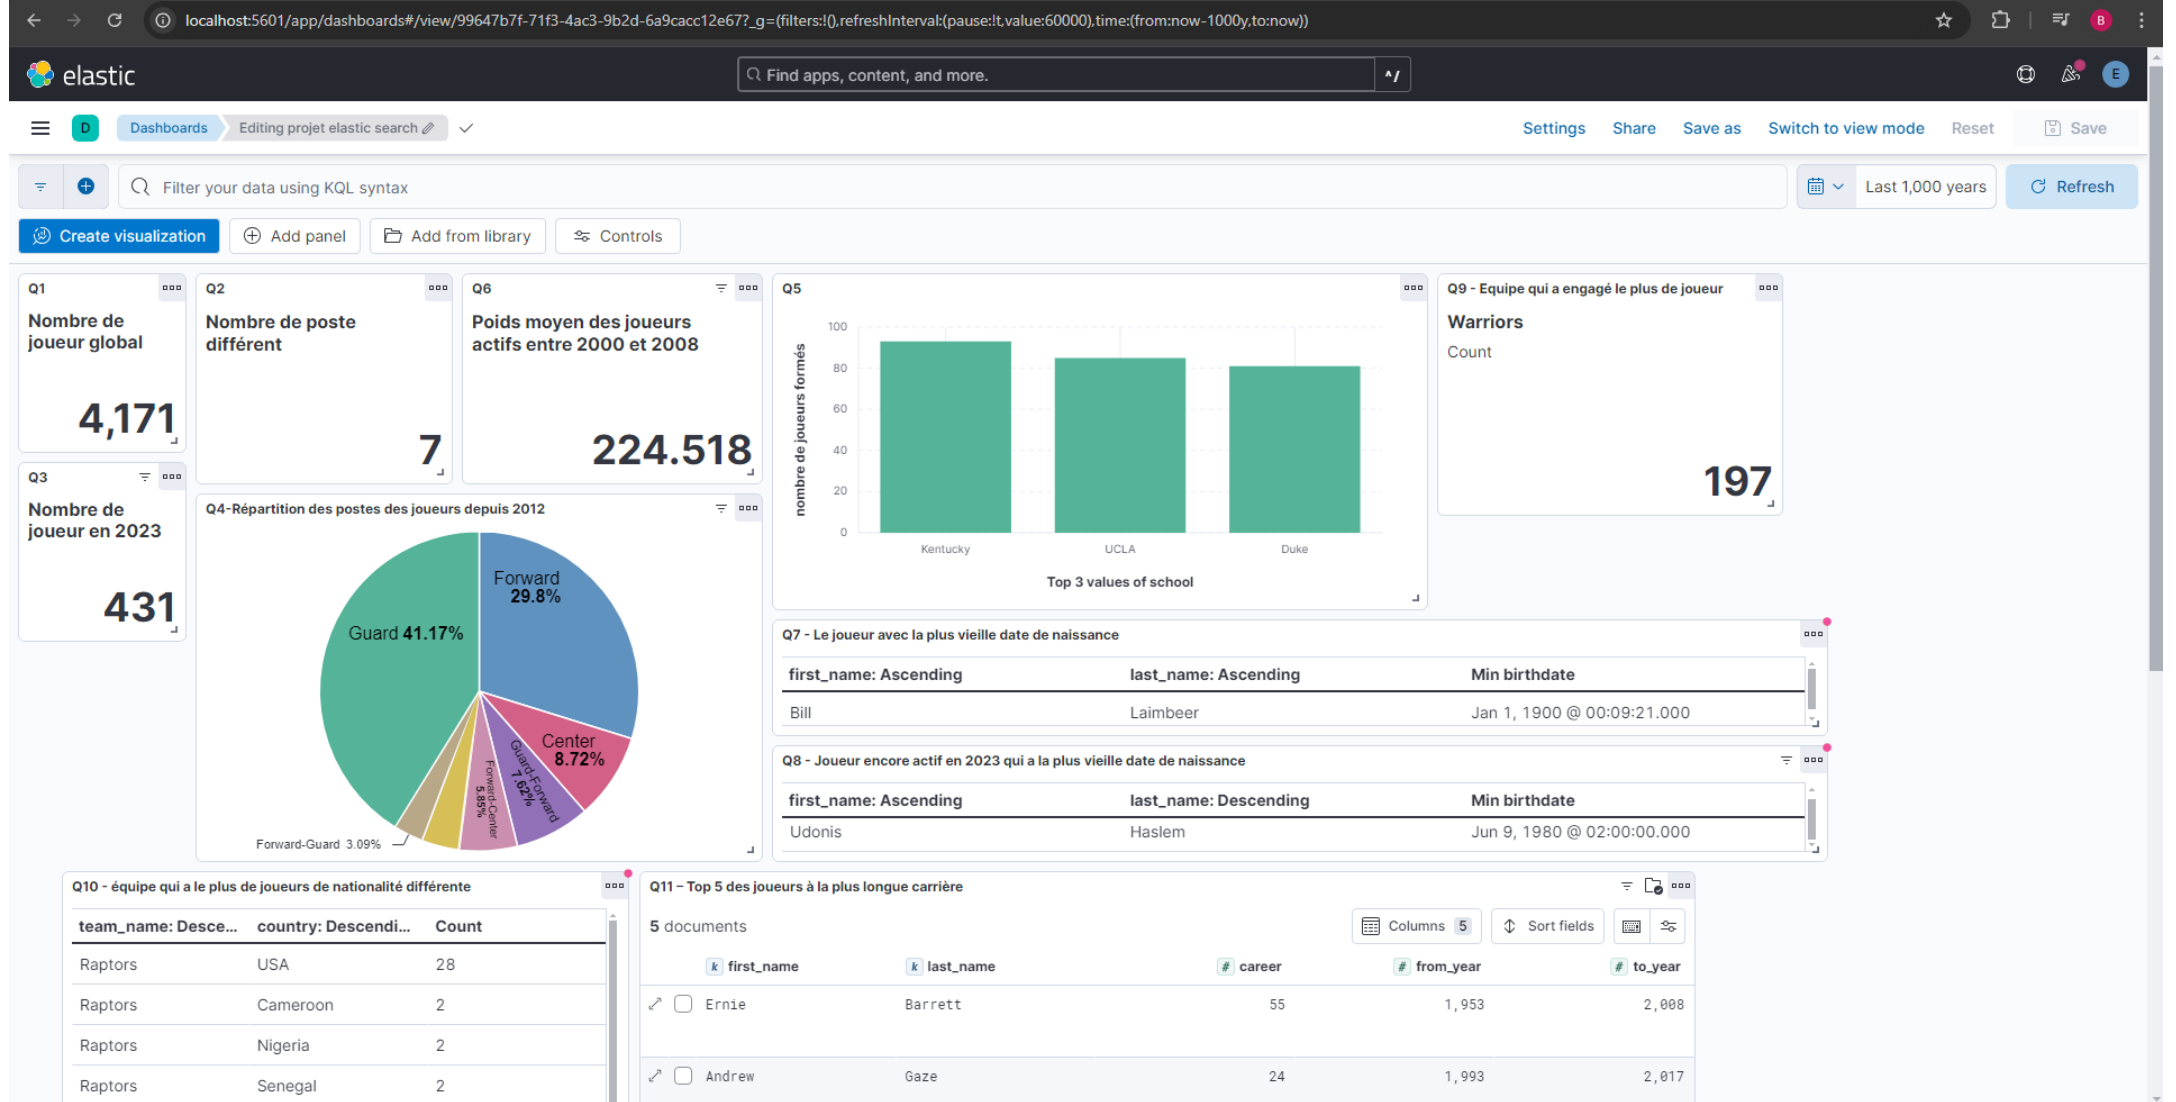 localhost:5601/app/dashboards#/view/99647b7f-71f3-4ac3-9b2d-6a9cacc12e67?_g=(filters:!(),refreshInterval:(pause:!t,value:60000),time:(from:now-1000y,to:now))
B
elastic
Find apps, content, and more.
^/
E
D
Dashboards
Editing projet elastic search
Settings
Share
Save as
Switch to view mode
Reset
Save
Filter your data using KQL syntax
Last 1,000 years
Refresh
Create visualization
Add panel
Add from library
Controls
Q1
Nombre de
joueur global
4,171
Q2
Nombre de poste
différent
7
Q6
Poids moyen des joueurs
actifs entre 2000 et 2008
224.518
Q5
nombre de joueurs formés
100
80
60
40
20
0
Kentucky
UCLA
Duke
Top 3 values of school
Q9 - Equipe qui a engagé le plus de joueur
Warriors
Count
197
Q3
Nombre de
joueur en 2023
431
Q4-Répartition des postes des joueurs depuis 2012
Forward
29.8%
Guard 41.17%
Center
8.72%
Guard-Forward
7.62%
Forward-Center
5.85%
Forward-Guard 3.09%
Q7 - Le joueur avec la plus vieille date de naissance
first_name: Ascending
last_name: Ascending
Min birthdate
Bill
Laimbeer
Jan 1, 1900 @ 00:09:21.000
Q8 - Joueur encore actif en 2023 qui a la plus vieille date de naissance
first_name: Ascending
last_name: Descending
Min birthdate
Udonis
Haslem
Jun 9, 1980 @ 02:00:00.000
Q10 - équipe qui a le plus de joueurs de nationalité différente
team_name: Desce...
country: Descendi...
Count
Raptors
USA
28
Raptors
Cameroon
2
Raptors
Nigeria
2
Raptors
Senegal
2
Q11 – Top 5 des joueurs à la plus longue carrière
5 documents
Columns 5
Sort fields
k first_name
k last_name
# career
# from_year
# to_year
Ernie
Barrett
55
1,953
2,008
Andrew
Gaze
24
1,993
2,017